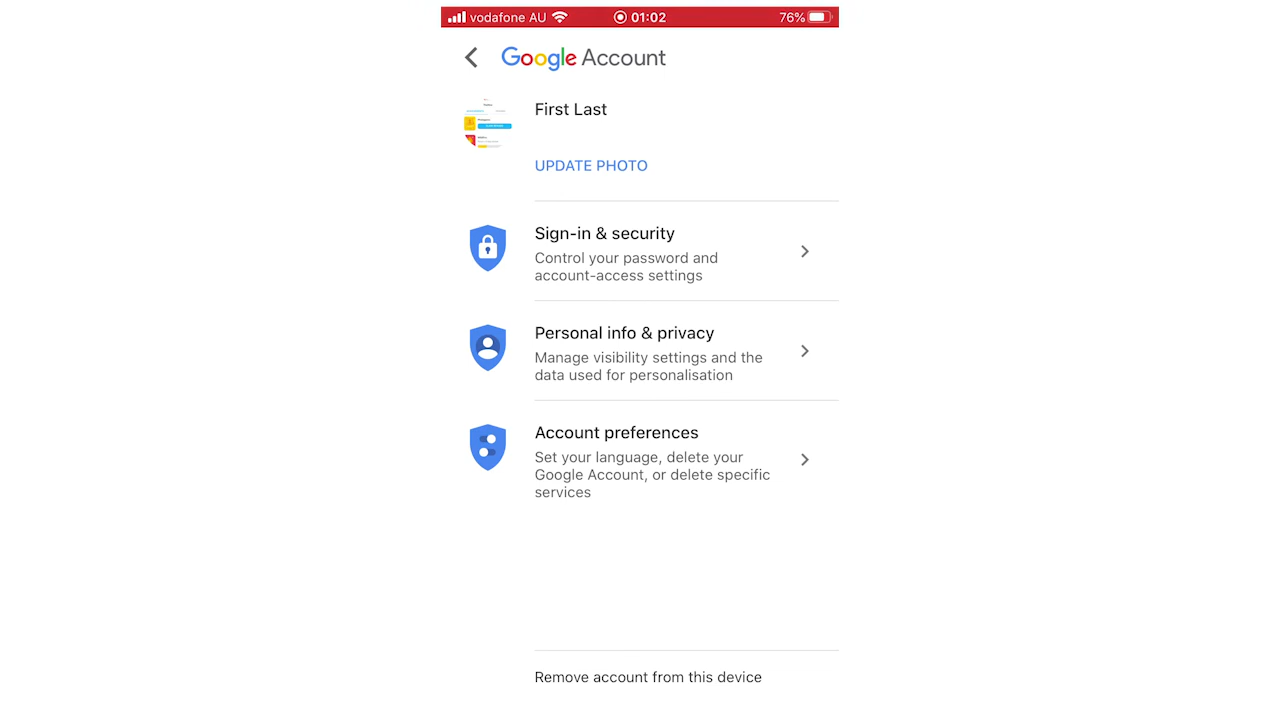 vodafone AU 01:02 76%
Google Account
First Last
UPDATE PHOTO
Sign-in & security
Control your password and
account-access settings
Personal info & privacy
Manage visibility settings and the
data used for personalisation
Account preferences
Set your language, delete your
Google Account, or delete specific
services
Remove account from this device